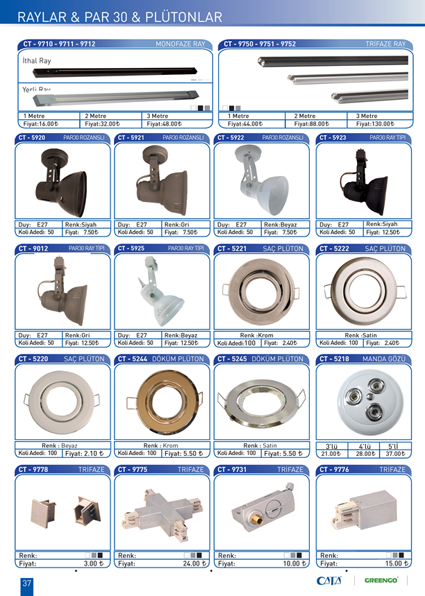 RAYLAR & PAR 30 & PLÜTONLAR
CT - 9710 - 9711 - 9712 MONOFAZE RAY
İthal Ray
Yerli Ray
1 Metre 2 Metre 3 Metre
Fiyat:16.00₺ Fiyat:32.00₺ Fiyat:48.00₺
CT - 9750 - 9751 - 9752 TRİFAZE RAY
1 Metre 2 Metre 3 Metre
Fiyat:44.00₺ Fiyat:88.00₺ Fiyat:130.00₺
CT - 5920 PAR30 ROZANSLI
Duy: E27 Renk:Siyah
Koli Adedi: 50 Fiyat: 7.50₺
CT - 5921 PAR30 ROZANSLI
Duy: E27 Renk:Gri
Koli Adedi: 50 Fiyat: 7.50₺
CT - 5922 PAR30 ROZANSLI
Duy: E27 Renk:Beyaz
Koli Adedi: 50 Fiyat: 7.50₺
CT - 5923 PAR30 RAY TİPİ
Duy: E27 Renk:Siyah
Koli Adedi: 50 Fiyat: 12.50₺
CT - 9012 PAR30 RAY TİPİ
Duy: E27 Renk:Gri
Koli Adedi: 50 Fiyat: 12.50₺
CT - 5925 PAR30 RAY TİPİ
Duy: E27 Renk:Beyaz
Koli Adedi: 50 Fiyat: 12.50₺
CT - 5221 SAÇ PLÜTON
Renk :Krom
Koli Adedi:100 Fiyat: 2.40₺
CT - 5222 SAÇ PLÜTON
Renk :Satin
Koli Adedi: 100 Fiyat: 2.40₺
CT - 5220 SAÇ PLÜTON
Renk : Beyaz
Koli Adedi: 100 Fiyat: 2.10 ₺
CT - 5244 DÖKÜM PLÜTON
Renk : Krom
Koli Adedi: 100 Fiyat: 5.50 ₺
CT - 5245 DÖKÜM PLÜTON
Renk : Satin
Koli Adedi: 100 Fiyat: 5.50 ₺
CT - 5218 MANDA GÖZÜ
3'lü 4'lü 5'li
21.00₺ 28.00₺ 37.00₺
CT - 9778 TRİFAZE
Renk:
Fiyat: 3.00 ₺
CT - 9775 TRİFAZE
Renk:
Fiyat: 24.00 ₺
CT - 9731 TRİFAZE
Renk:
Fiyat: 10.00 ₺
CT - 9776 TRİFAZE
Renk:
Fiyat: 15.00 ₺
37
CATA GREENGO